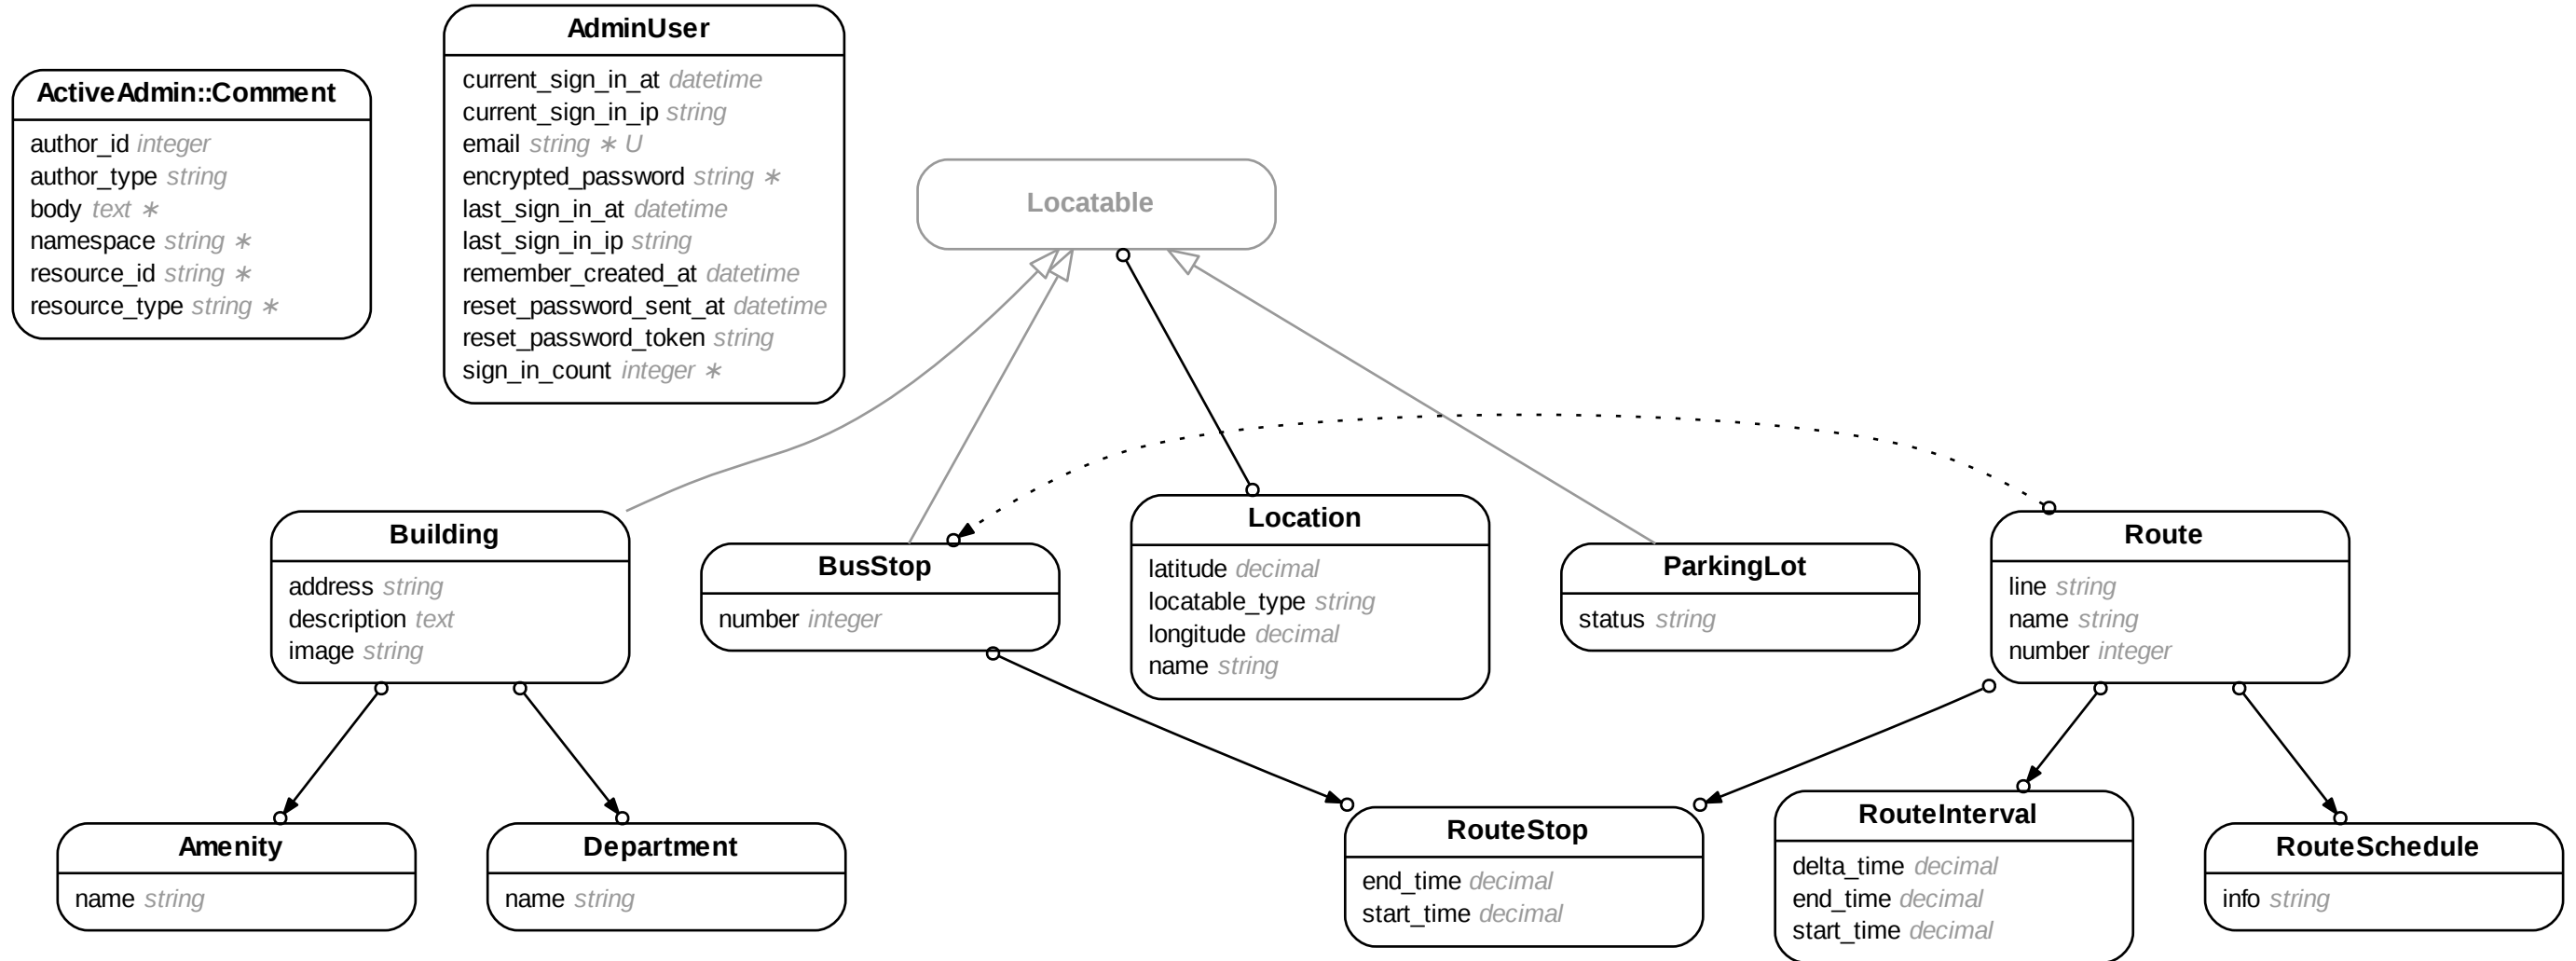 ActiveAdmin::Comment
author_id integer
author_type string
body text ∗
namespace string ∗
resource_id string ∗
resource_type string ∗
AdminUser
current_sign_in_at datetime
current_sign_in_ip string
email string ∗ U
encrypted_password string ∗
last_sign_in_at datetime
last_sign_in_ip string
remember_created_at datetime
reset_password_sent_at datetime
reset_password_token string
sign_in_count integer ∗
Locatable
Building
address string
description text
image string
BusStop
number integer
Location
latitude decimal
locatable_type string
longitude decimal
name string
ParkingLot
status string
Route
line string
name string
number integer
Amenity
name string
Department
name string
RouteStop
end_time decimal
start_time decimal
RouteInterval
delta_time decimal
end_time decimal
start_time decimal
RouteSchedule
info string